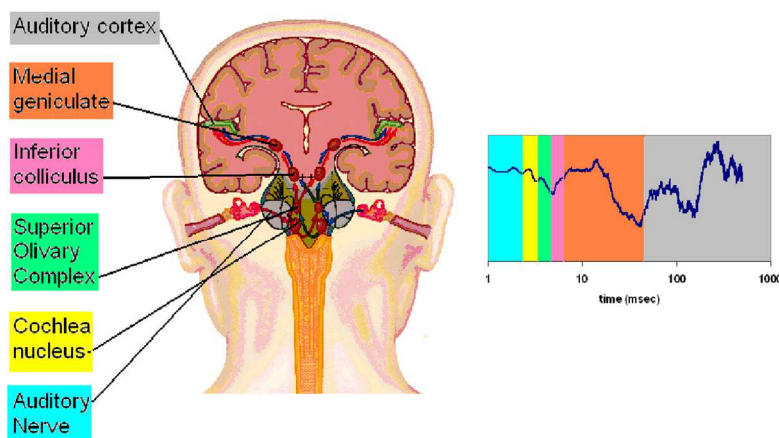 Auditory cortex
Medial
geniculate
Inferior
colliculus
Superior
Olivary
Complex
Cochlea
nucleus
Auditory
Nerve
1
10
100
1000
time (msec)